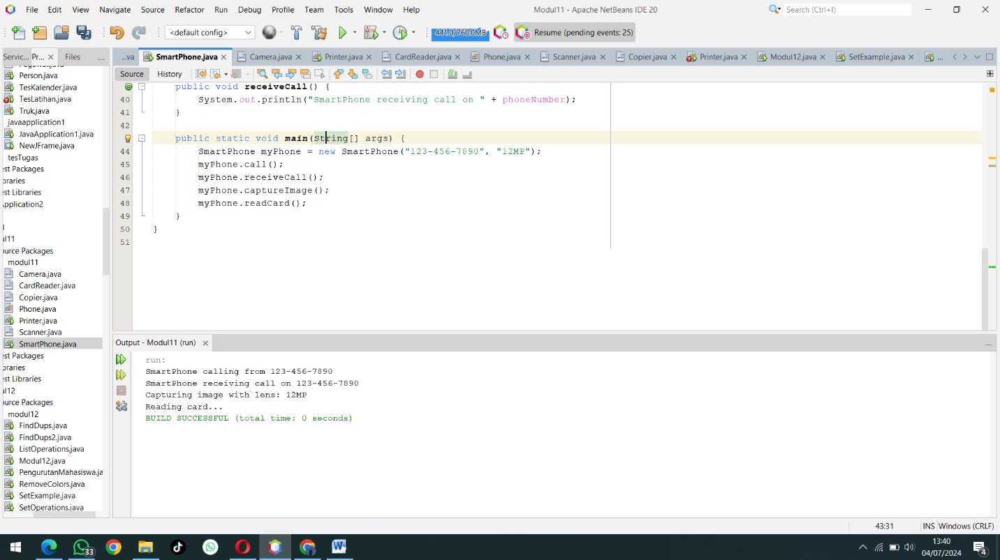 File Edit View Navigate Source Refactor Run Debug Profile Team Tools Window Help
Modul11 - Apache NetBeans IDE 20
Search (Ctrl+I)
<default config>
441.0/760.0MB
Resume (pending events: 25)
Servic... Pr... Files
...va SmartPhone.java Camera.java Printer.java CardReader.java Phone.java Scanner.java Copier.java Printer.java Modul12.java SetExample.java ...
Source History
Person.java
TesKalender.java
TesLatihan.java
Truk.java
javaapplication1
JavaApplication1.java
NewJFrame.java
tesTugas
est Packages
braries
est Libraries
Application2
l
ul11
ource Packages
modul11
Camera.java
CardReader.java
Copier.java
Phone.java
Printer.java
Scanner.java
SmartPhone.java
est Packages
braries
est Libraries
ul12
ource Packages
modul12
FindDups.java
FindDups2.java
ListOperations.java
Modul12.java
PengurutanMahasiswa.ja
RemoveColors.java
SetExample.java
SetOperations.java
public void receiveCall() {
40 System.out.println("SmartPhone receiving call on " + phoneNumber);
41 }
42
public static void main(String[] args) {
44 SmartPhone myPhone = new SmartPhone("123-456-7890", "12MP");
45 myPhone.call();
46 myPhone.receiveCall();
47 myPhone.captureImage();
48 myPhone.readCard();
49 }
50 }
51
Output - Modul11 (run)
run:
SmartPhone calling from 123-456-7890
SmartPhone receiving call on 123-456-7890
Capturing image with lens: 12MP
Reading card...
BUILD SUCCESSFUL (total time: 0 seconds)
43:31 INS Windows (CRLF)
33
13:40
04/07/2024
4